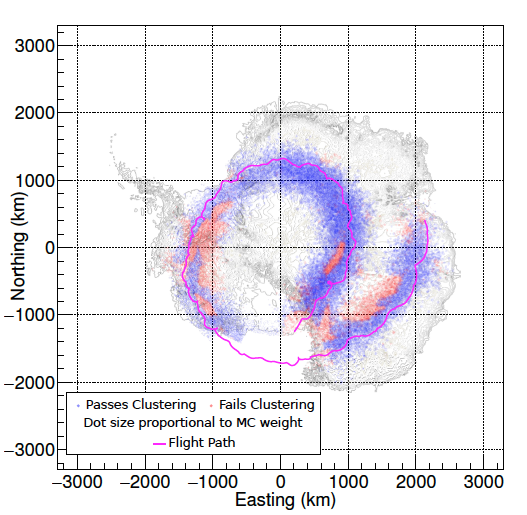 3000
2000
1000
0
−1000
−2000
−3000
Northing (km)
Passes Clustering Fails Clustering
Dot size proportional to MC weight
Flight Path
−3000 −2000 −1000 0 1000 2000 3000
Easting (km)